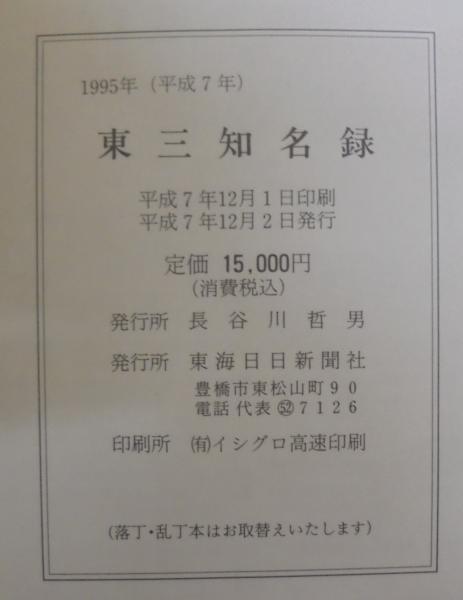 1995年（平成7年）
東三知名録
平成7年12月1日印刷
平成7年12月2日発行
定価 15,000円
(消費税込)
発行所 長谷川哲男
発行所 東海日日新聞社
豊橋市東松山町90
電話 代表 ㊾7126
印刷所 ㈲イシグロ高速印刷
(落丁・乱丁本はお取替えいたします)